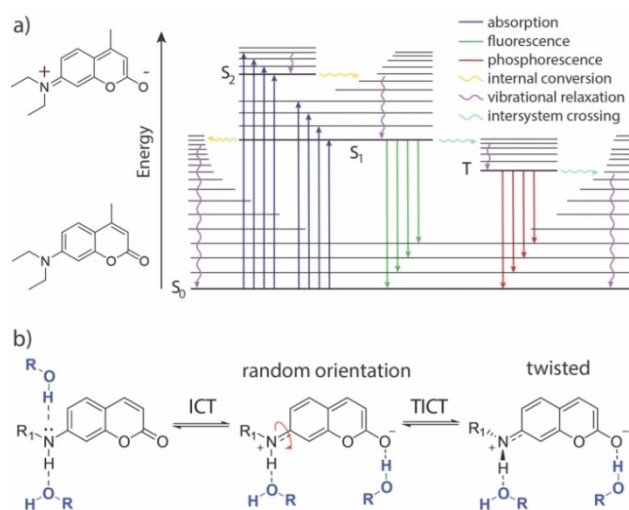 a)
absorption
fluorescence
phosphorescence
internal conversion
vibrational relaxation
intersystem crossing
Energy
S2
S1
T
S0
N
+
O
O
-
N
O
O
b)
random orientation
twisted
ICT
TICT
R
O
H
R1
N
H
O
O
H
O
R
R1
N
+
H
O
O
-
H
O
R
H
O
R
R1
N
+
H
O
O
-
H
O
R
H
O
R